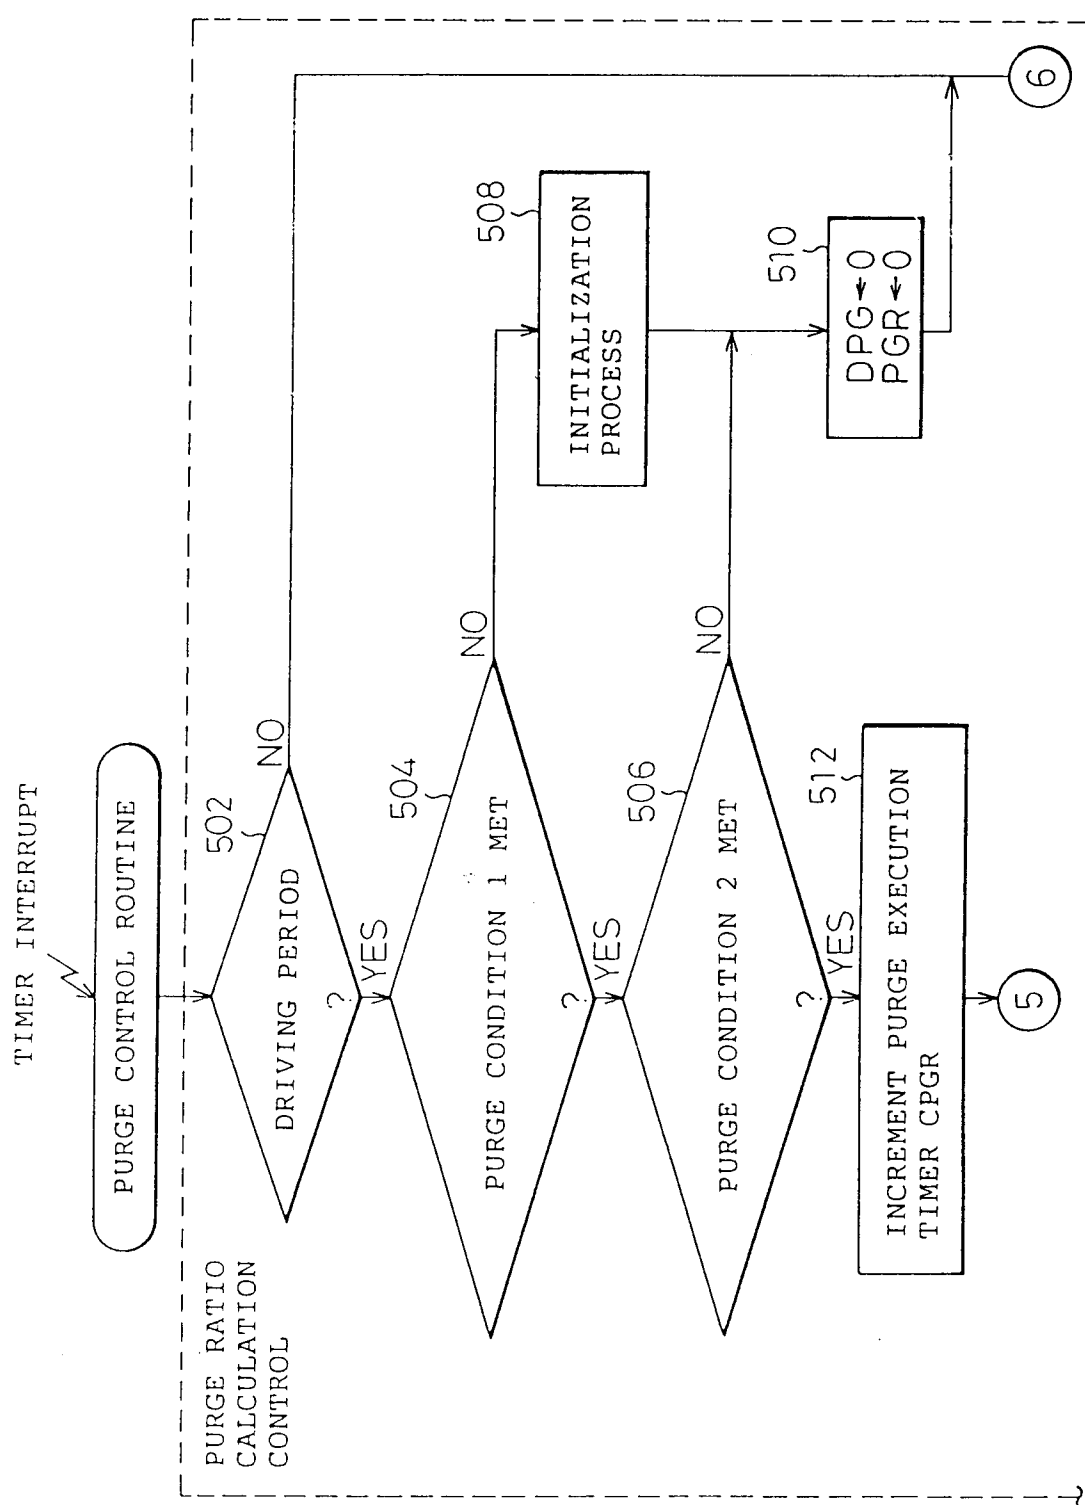 TIMER INTERRUPT
PURGE CONTROL ROUTINE
PURGE RATIO
CALCULATION
CONTROL
502
DRIVING PERIOD
?
NO
YES
504
PURGE CONDITION 1 MET
?
NO
YES
508
INITIALIZATION
PROCESS
506
PURGE CONDITION 2 MET
?
NO
YES
510
DPG←0
PGR←0
512
INCREMENT PURGE EXECUTION
TIMER CPGR
5
6